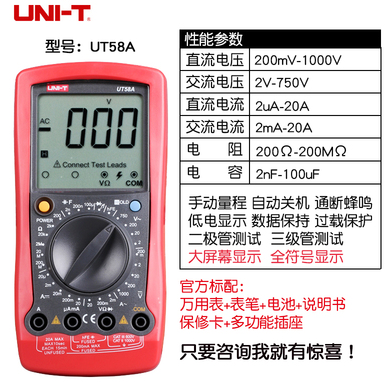 UNI-T
型号：UT58A
UNI-T
UT58A
AC
000
Connect Test Leads
VΩ
COM
POWER
HOLD
A
μAmA
COM
VΩ
20A MAX
UNFUSED
性能参数
直流电压 200mV-1000V
交流电压 2V-750V
直流电流 2uA-20A
交流电流 2mA-20A
电 阻 200Ω-200MΩ
电 容 2nF-100uF
手动量程 自动关机 通断蜂鸣
低电显示 数据保持 过载保护
二极管测试 三级管测试
大屏幕显示 全符号显示
官方标配：
万用表+表笔+电池+说明书
保修卡+多功能插座
只要咨询我就有惊喜！